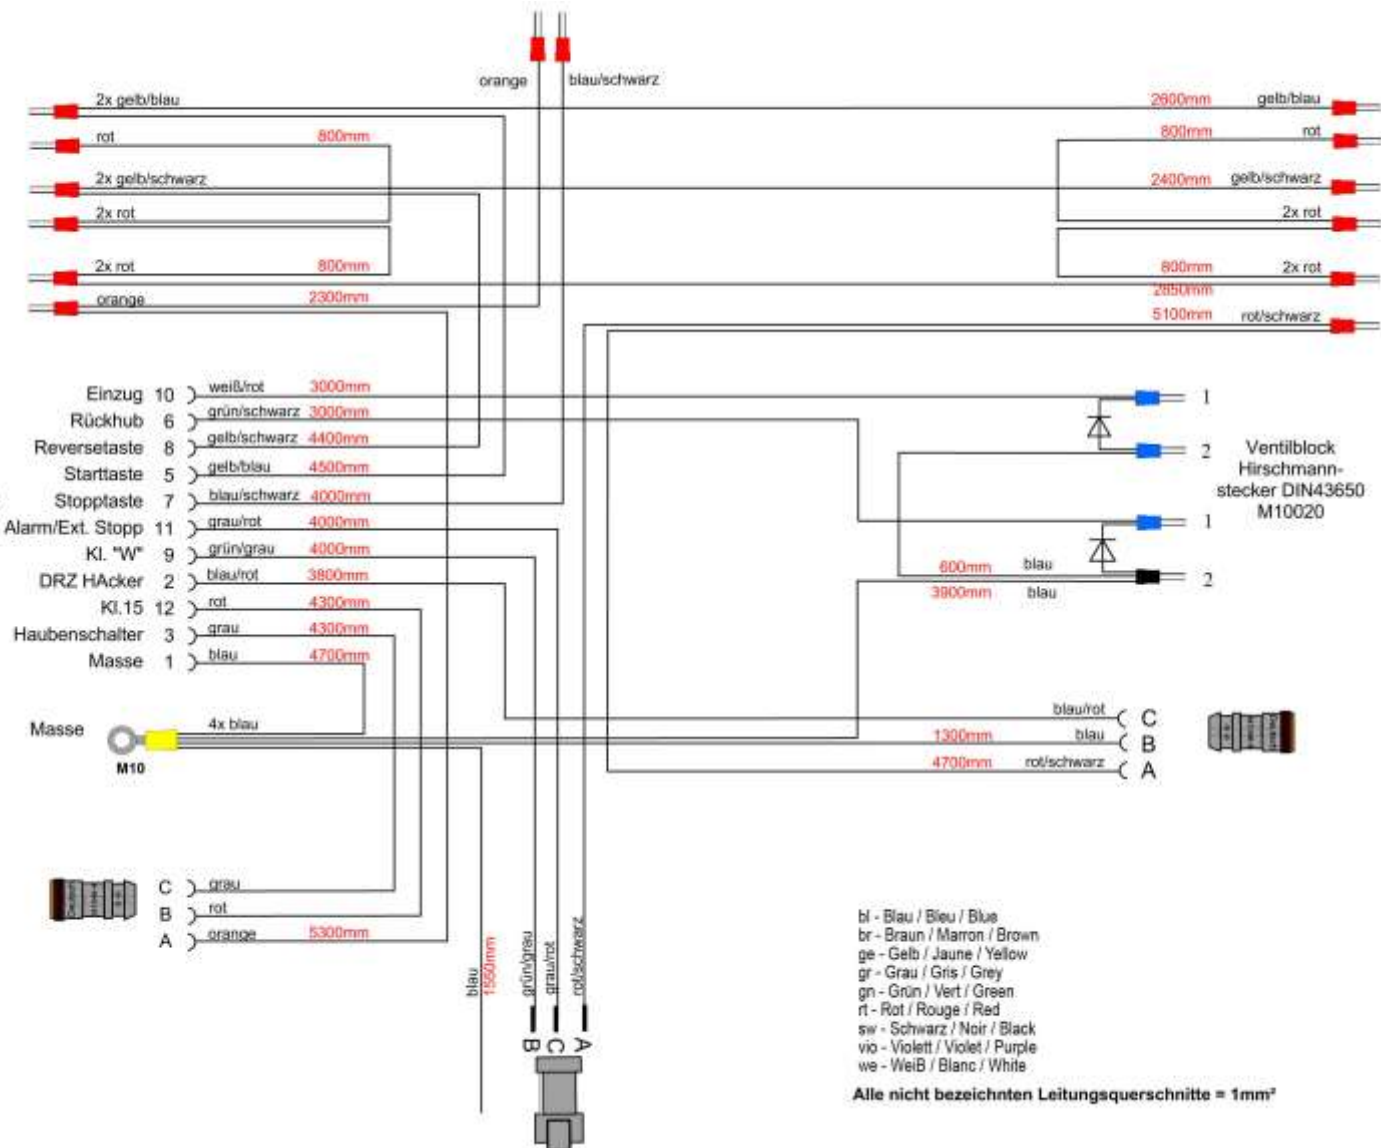 orange
blau/schwarz
2x gelb/blau
2600mm gelb/blau
rot 800mm
800mm rot
2x gelb/schwarz
2400mm gelb/schwarz
2x rot
2x rot
2x rot 800mm
800mm 2x rot
orange 2300mm
2850mm
5100mm rot/schwarz
Einzug 10 weiß/rot 3000mm
1
Rückhub 6 grün/schwarz 3000mm
Reversetaste 8 gelb/schwarz 4400mm
2
Ventilblock
Hirschmann-
stecker DIN43650
M10020
Starttaste 5 gelb/blau 4500mm
Stopptaste 7 blau/schwarz 4000mm
Alarm/Ext. Stopp 11 grau/rot 4000mm
1
Kl. "W" 9 grün/grau 4000mm
600mm blau
DRZ HAcker 2 blau/rot 3800mm
2
3900mm blau
Kl.15 12 rot 4300mm
Haubenschalter 3 grau 4300mm
Masse 1 blau 4700mm
Masse
4x blau
M10
blau/rot C
1300mm blau B
4700mm rot/schwarz A
C grau
B rot
A orange 5300mm
blau
1550mm
grün/grau
grau/rot
rot/schwarz
B
C
A
bl - Blau / Bleu / Blue
br - Braun / Marron / Brown
ge - Gelb / Jaune / Yellow
gr - Grau / Gris / Grey
gn - Grün / Vert / Green
rt - Rot / Rouge / Red
sw - Schwarz / Noir / Black
vio - Violett / Violet / Purple
we - WeiB / Blanc / White
Alle nicht bezeichnten Leitungsquerschnitte = 1mm²